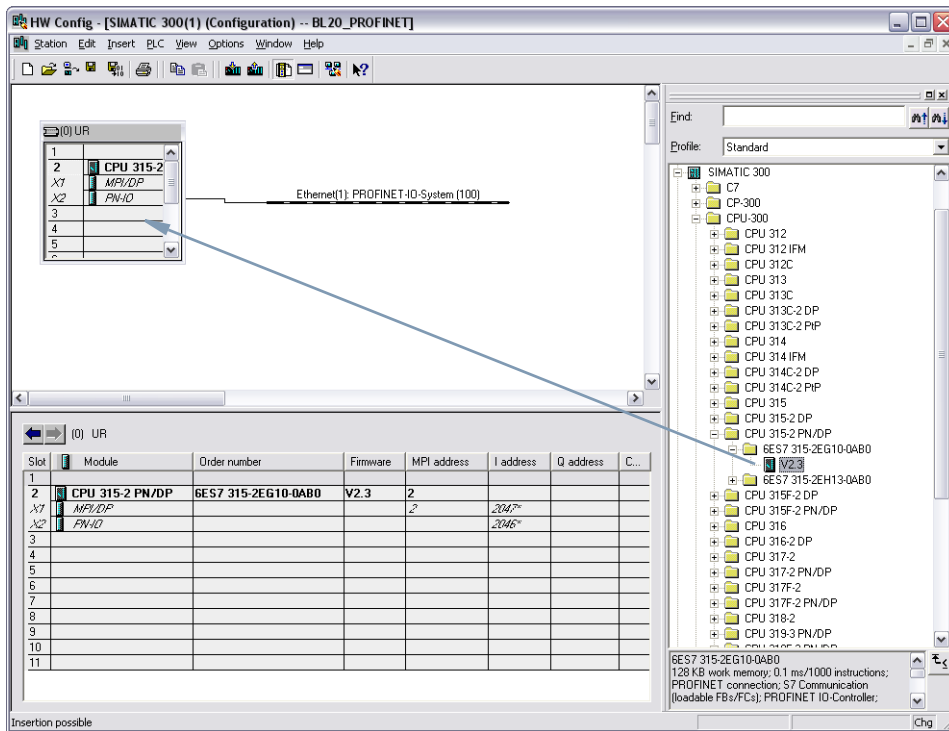 HW Config - [SIMATIC 300(1) (Configuration) -- BL20_PROFINET]
Station Edit Insert PLC View Options Window Help
(0) UR
1
2 CPU 315-2
X1 MPI/DP
X2 PN-IO
3
4
5
Ethernet(1): PROFINET-IO-System (100)
Find:
Profile: Standard
SIMATIC 300
C7
CP-300
CPU-300
CPU 312
CPU 312 IFM
CPU 312C
CPU 313
CPU 313C
CPU 313C-2 DP
CPU 313C-2 PtP
CPU 314
CPU 314 IFM
CPU 314C-2 DP
CPU 314C-2 PtP
CPU 315
CPU 315-2 DP
CPU 315-2 PN/DP
6ES7 315-2EG10-0AB0
V2.3
6ES7 315-2EH13-0AB0
CPU 315F-2 DP
CPU 315F-2 PN/DP
CPU 316
CPU 316-2 DP
CPU 317-2
CPU 317-2 PN/DP
CPU 317F-2
CPU 317F-2 PN/DP
CPU 318-2
CPU 319-3 PN/DP
(0) UR
Slot Module Order number Firmware MPI address I address Q address C...
1
2 CPU 315-2 PN/DP 6ES7 315-2EG10-0AB0 V2.3 2
X1 MPI/DP 2 2047*
X2 PN-IO 2046*
3
4
5
6
7
8
9
10
11
6ES7 315-2EG10-0AB0
128 KB work memory; 0.1 ms/1000 instructions;
PROFINET connection; S7 Communication
(loadable FBs/FCs); PROFINET IO-Controller;
Insertion possible
Chg